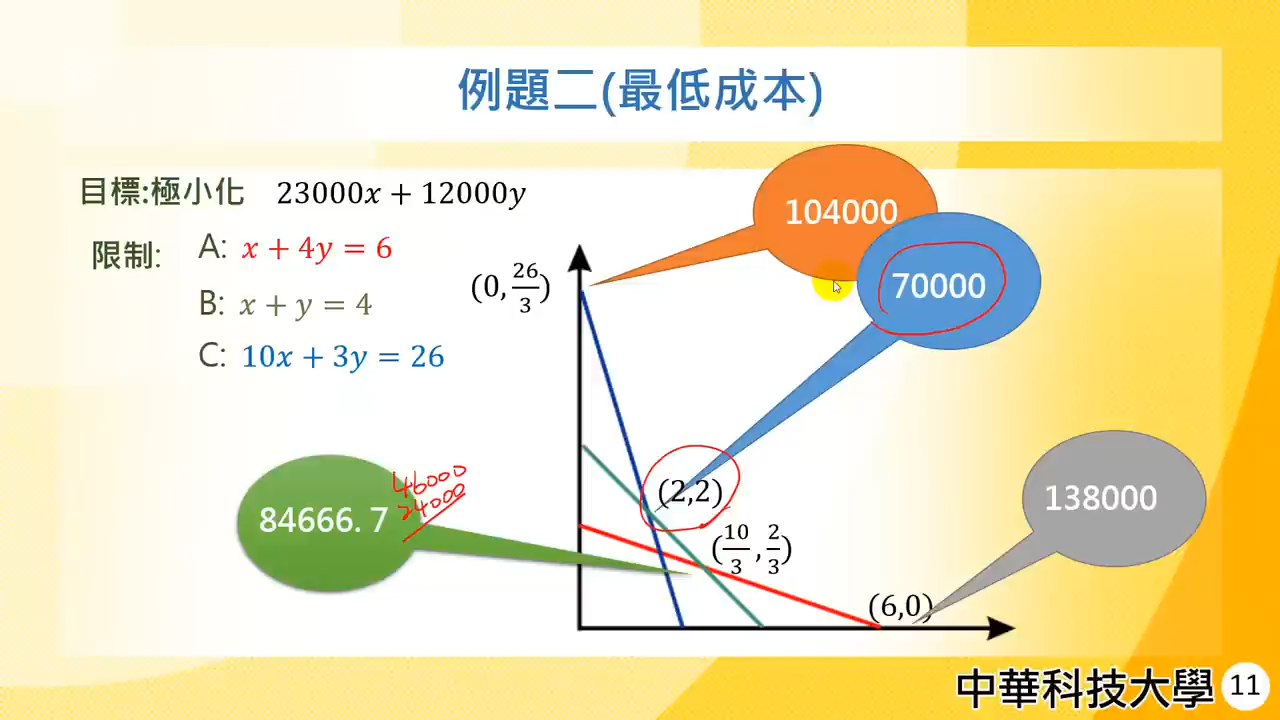 例題二(最低成本)
目標:極小化 23000x + 12000y
限制: A: x + 4y = 6
B: x + y = 4
C: 10x + 3y = 26
104000
70000
(0, 26/3)
84666.7
46000
24000
(2,2)
(10/3, 2/3)
138000
(6,0)
中華科技大學 11